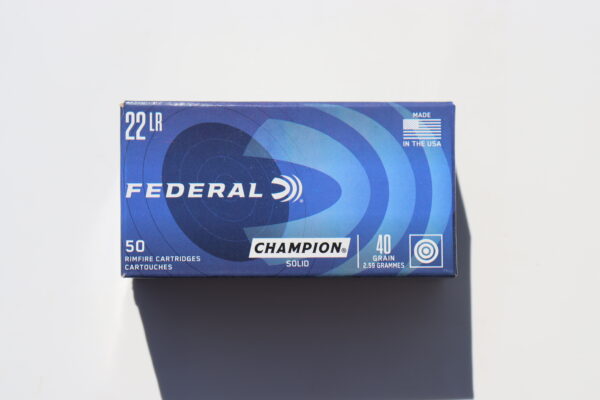 22 LR
MADE
IN THE USA
FEDERAL
50
RIMFIRE CARTRIDGES
CARTOUCHES
CHAMPION®
SOLID
40
GRAIN
2.59 GRAMMES